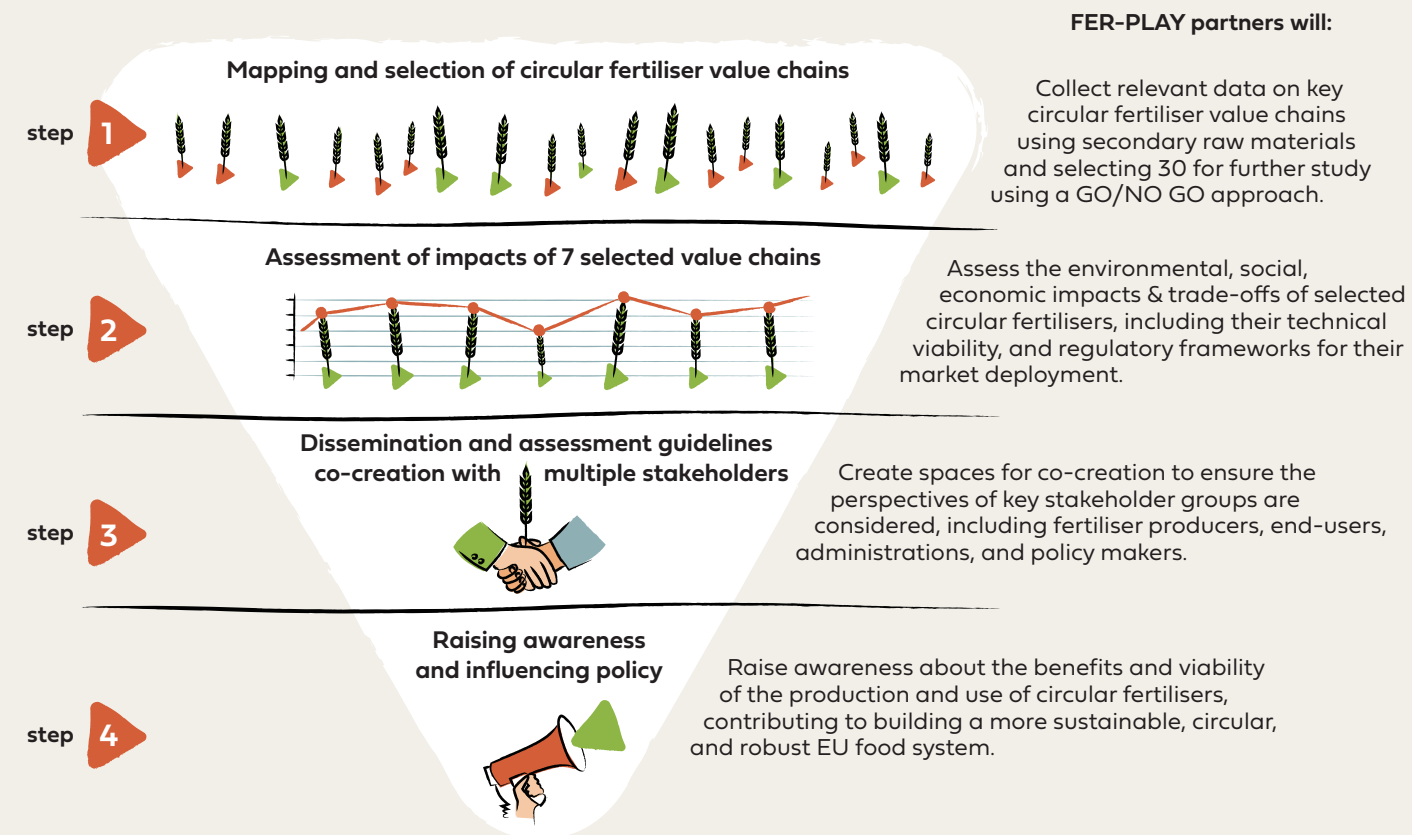 FER-PLAY partners will:
step 1
Mapping and selection of circular fertiliser value chains
Collect relevant data on key
circular fertiliser value chains
using secondary raw materials
and selecting 30 for further study
using a GO/NO GO approach.
step 2
Assessment of impacts of 7 selected value chains
Assess the environmental, social,
economic impacts & trade-offs of selected
circular fertilisers, including their technical
viability, and regulatory frameworks for their
market deployment.
step 3
Dissemination and assessment guidelines
co-creation with multiple stakeholders
Create spaces for co-creation to ensure the
perspectives of key stakeholder groups are
considered, including fertiliser producers, end-users,
administrations, and policy makers.
step 4
Raising awareness
and influencing policy
Raise awareness about the benefits and viability
of the production and use of circular fertilisers,
contributing to building a more sustainable, circular,
and robust EU food system.